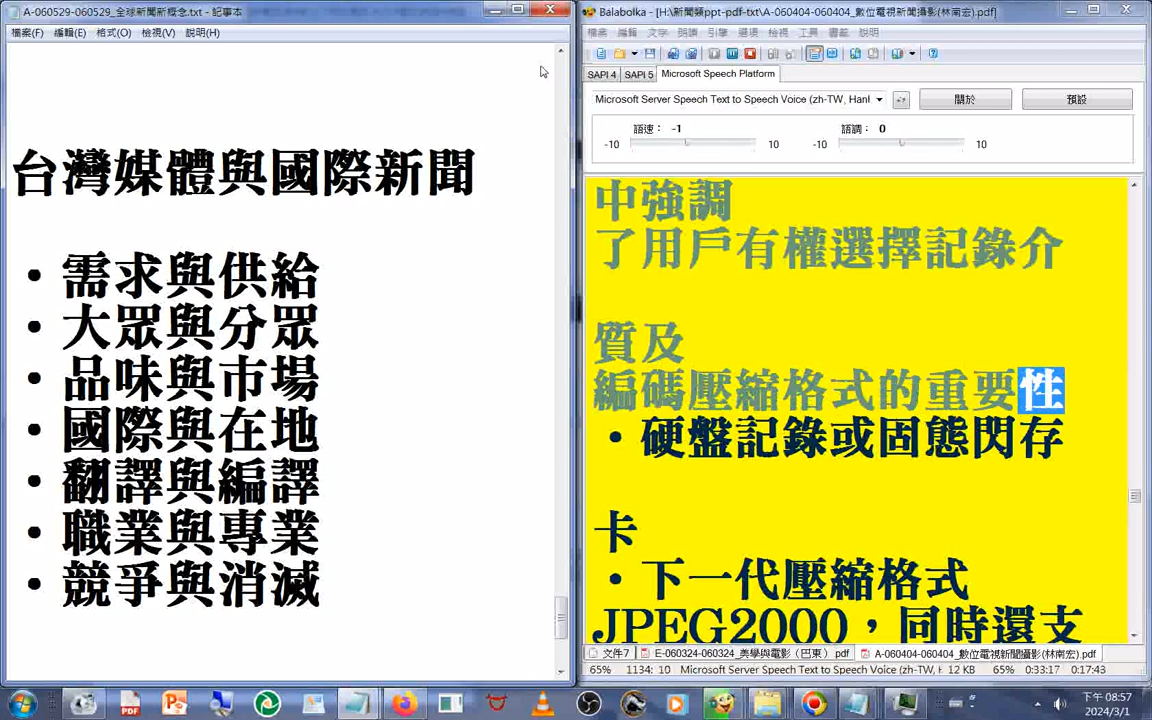 A-060529-060529_全球新聞新概念.txt - 記事本
檔案(F) 編輯(E) 格式(O) 檢視(V) 說明(H)
台灣媒體與國際新聞
• 需求與供給
• 大眾與分眾
• 品味與市場
• 國際與在地
• 翻譯與編譯
• 職業與專業
• 競爭與消滅
Balabolka - [H:\新聞類ppt-pdf-txt\A-060404-060404_數位電視新聞攝影(林南宏).pdf]
檔案 編輯 文字 朗讀 引擎 選項 檢視 工具 書籤 說明
SAPI 4 SAPI 5 Microsoft Speech Platform
Microsoft Server Speech Text to Speech Voice (zh-TW, Hanl 關於 預設
語速： -1 語調： 0
-10 10 -10 10
中強調
了用戶有權選擇記錄介
質及
編碼壓縮格式的重要性
• 硬盤記錄或固態閃存
卡
• 下一代壓縮格式
JPEG2000，同時還支
文件7 E-060324-060324_美學與電影（巴東）.pdf A-060404-060404_數位電視新聞攝影(林南宏).pdf
65% 1134: 10 Microsoft Server Speech Text to Speech Voice (zh-TW, H 12 KB 65% 0:33:17 0:17:43
PDF
下午 08:57
2024/3/1